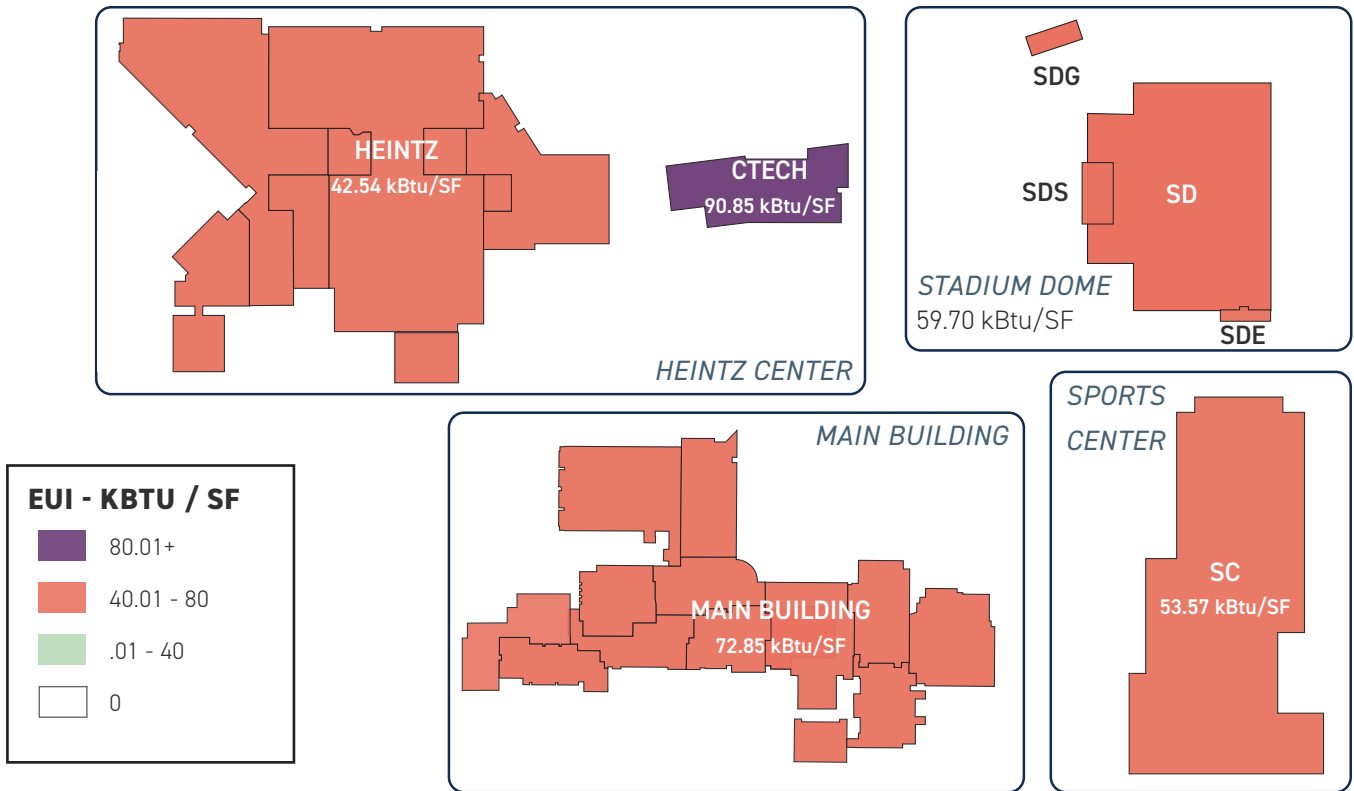 HEINTZ
42.54 kBtu/SF
CTECH
90.85 kBtu/SF
HEINTZ CENTER
SDG
SDS
SD
STADIUM DOME
59.70 kBtu/SF
SDE
MAIN BUILDING
MAIN BUILDING
72.85 kBtu/SF
SPORTS
CENTER
SC
53.57 kBtu/SF
EUI - KBTU / SF
80.01+
40.01 - 80
.01 - 40
0